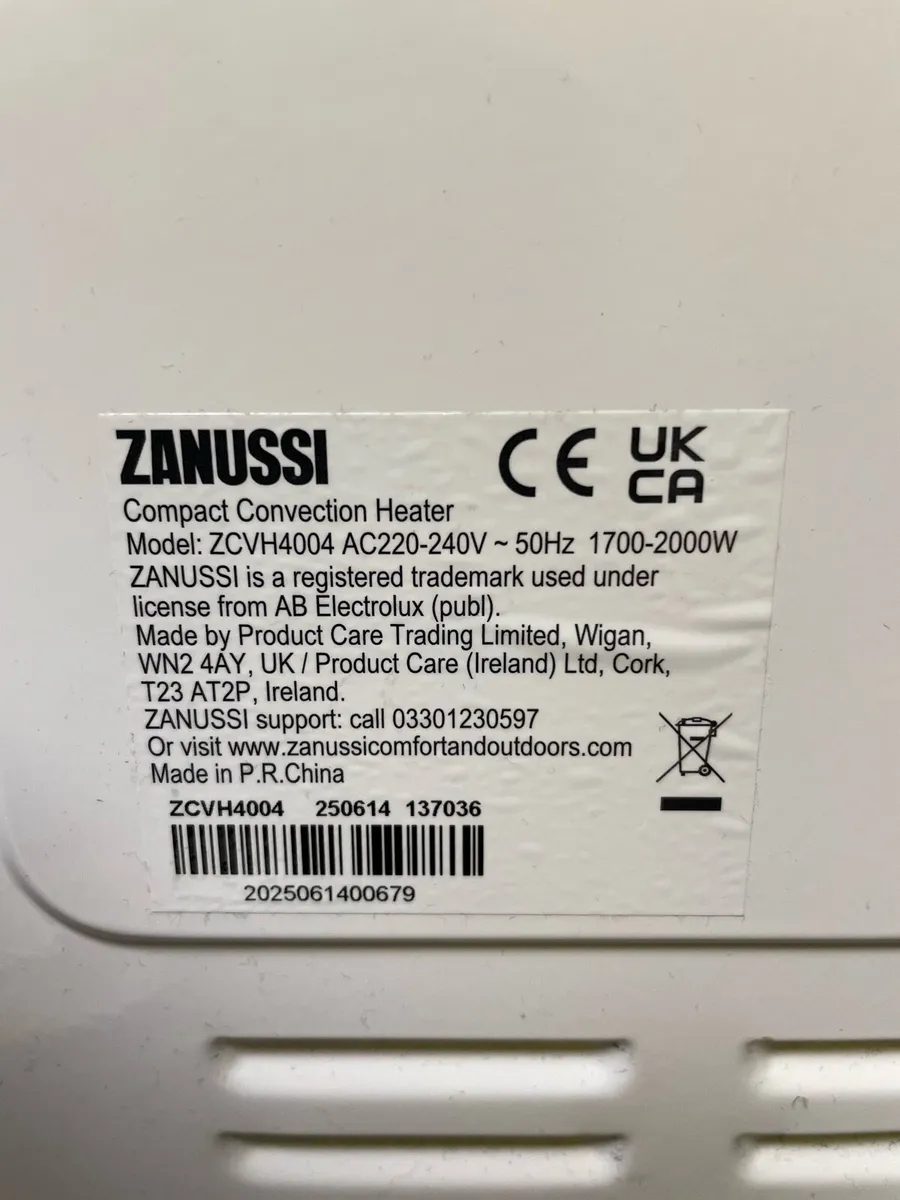 ZANUSSI
CE UK
CA
Compact Convection Heater
Model: ZCVH4004 AC220-240V ~ 50Hz 1700-2000W
ZANUSSI is a registered trademark used under
license from AB Electrolux (publ).
Made by Product Care Trading Limited, Wigan,
WN2 4AY, UK / Product Care (Ireland) Ltd, Cork,
T23 AT2P, Ireland.
ZANUSSI support: call 03301230597
Or visit www.zanussicomfortandoutdoors.com
Made in P.R.China
ZCVH4004 250614 137036
2025061400679